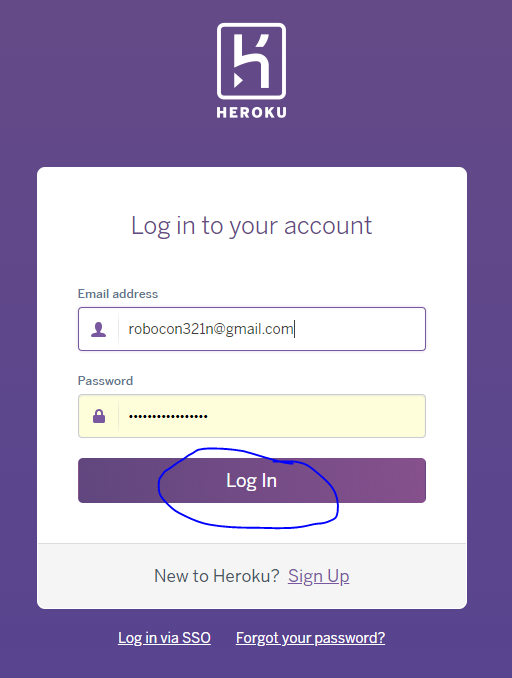 HEROKU
Log in to your account
Email address
robocon321n@gmail.com
Password
••••••••••••••••
Log In
New to Heroku? Sign Up
Log in via SSO Forgot your password?